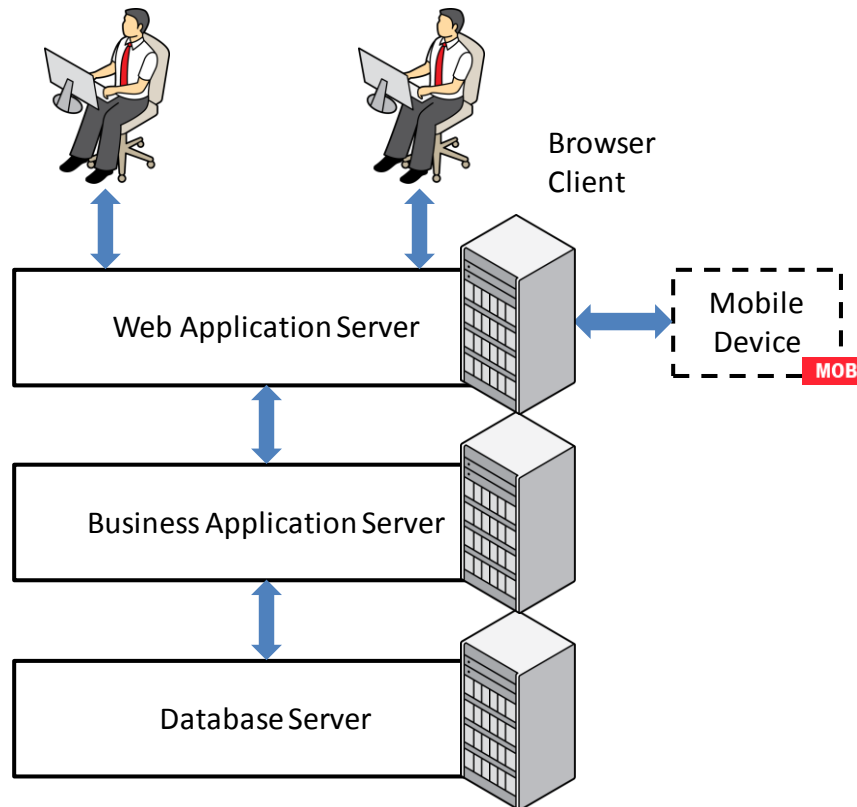 Browser
Client
Web Application Server
Mobile
Device
MOB
Business Application Server
Database Server